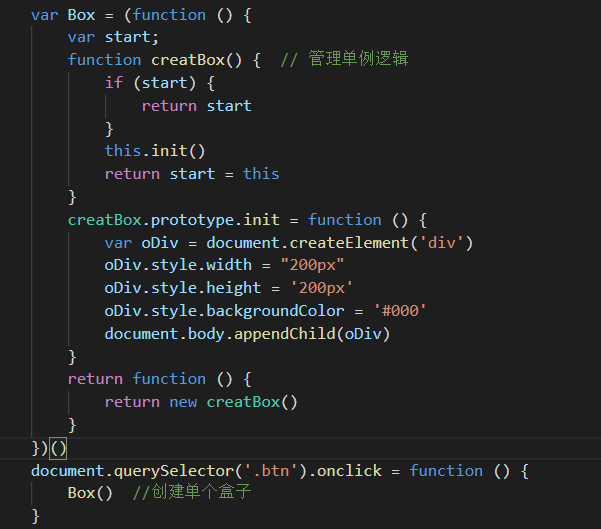 var Box = (function () {
    var start;
    function creatBox() {  // 管理单例逻辑
        if (start) {
            return start
        }
        this.init()
        return start = this
    }
    creatBox.prototype.init = function () {
        var oDiv = document.createElement('div')
        oDiv.style.width = "200px"
        oDiv.style.height = '200px'
        oDiv.style.backgroundColor = '#000'
        document.body.appendChild(oDiv)
    }
    return function () {
        return new creatBox()
    }
})()
document.querySelector('.btn').onclick = function () {
    Box()  //创建单个盒子
}